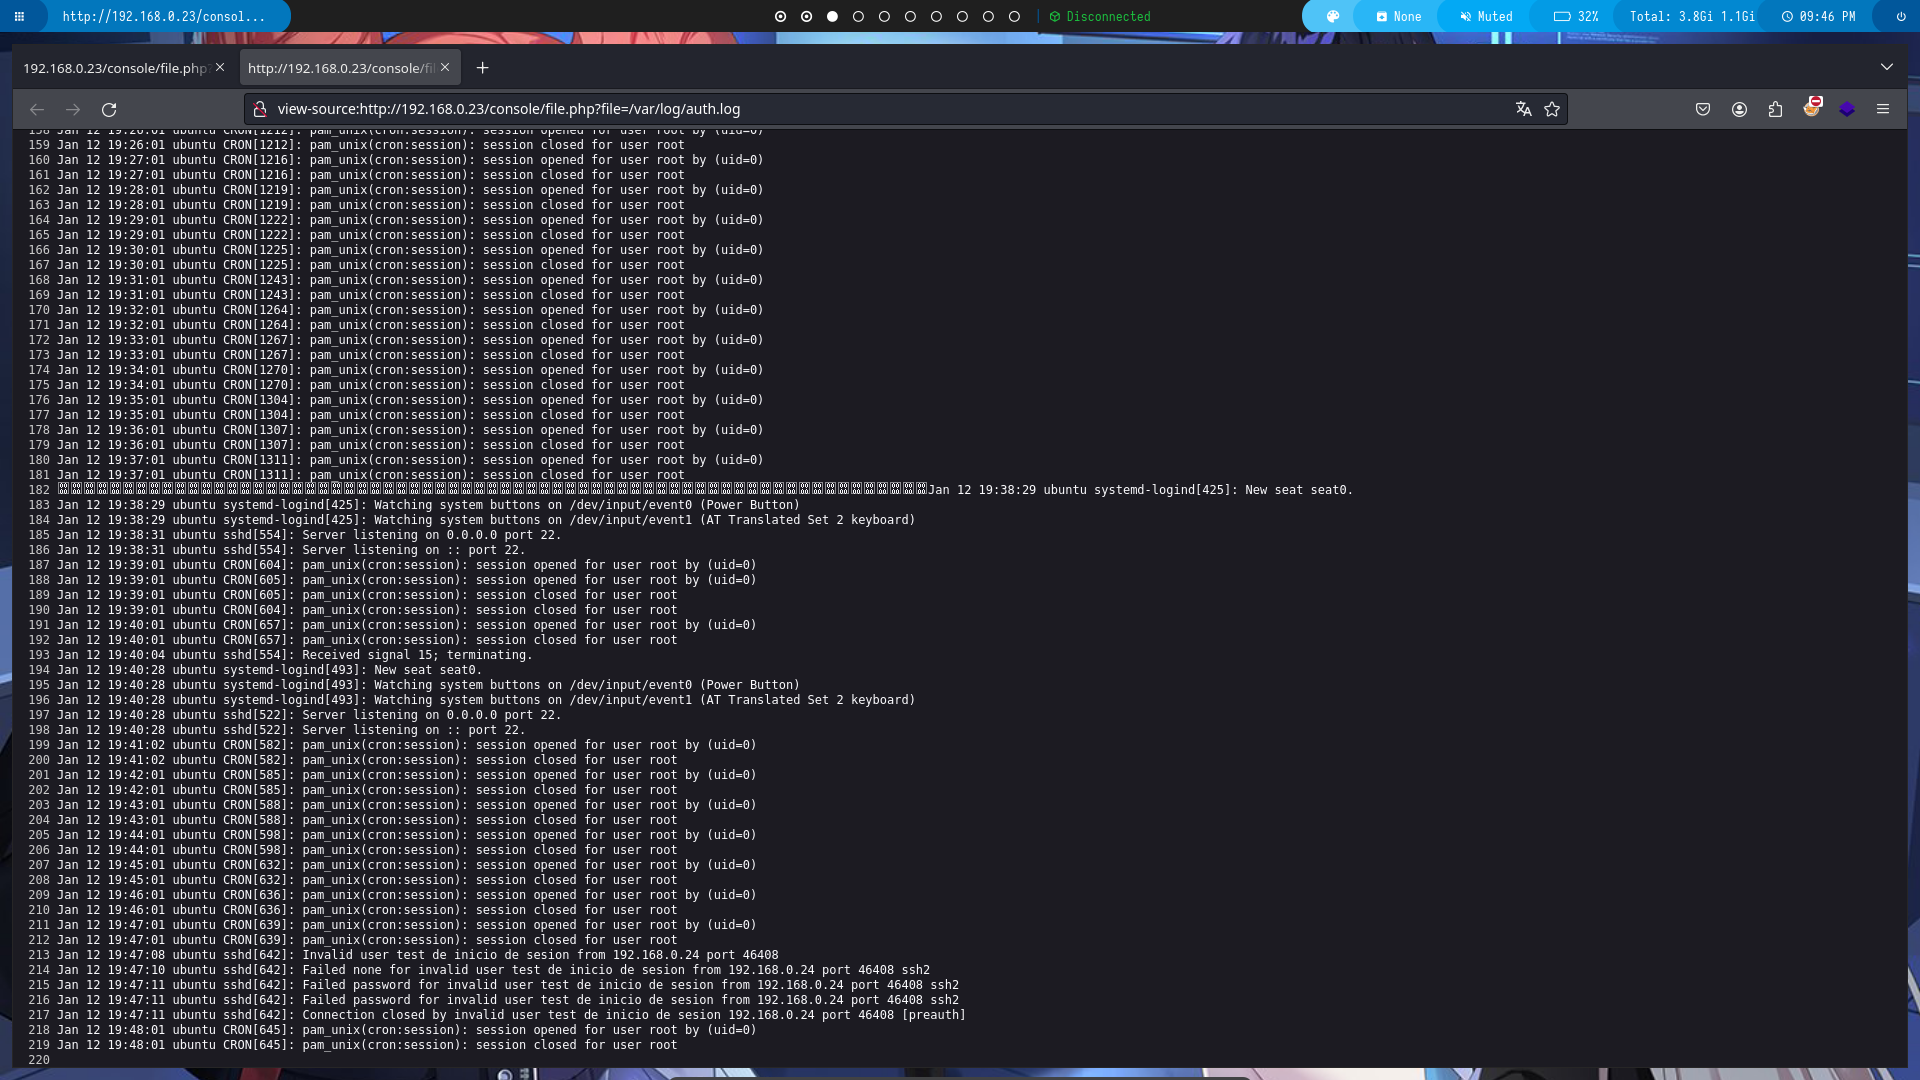 http://192.168.0.23/consol...
Disconnected
None
Muted
32%
Total: 3.8Gi 1.1Gi
09:46 PM
192.168.0.23/console/file.php
http://192.168.0.23/console/fi
view-source:http://192.168.0.23/console/file.php?file=/var/log/auth.log
158 Jan 12 19:26:01 ubuntu CRON[1212]: pam_unix(cron:session): session opened for user root by (uid=0)
159 Jan 12 19:26:01 ubuntu CRON[1212]: pam_unix(cron:session): session closed for user root
160 Jan 12 19:27:01 ubuntu CRON[1216]: pam_unix(cron:session): session opened for user root by (uid=0)
161 Jan 12 19:27:01 ubuntu CRON[1216]: pam_unix(cron:session): session closed for user root
162 Jan 12 19:28:01 ubuntu CRON[1219]: pam_unix(cron:session): session opened for user root by (uid=0)
163 Jan 12 19:28:01 ubuntu CRON[1219]: pam_unix(cron:session): session closed for user root
164 Jan 12 19:29:01 ubuntu CRON[1222]: pam_unix(cron:session): session opened for user root by (uid=0)
165 Jan 12 19:29:01 ubuntu CRON[1222]: pam_unix(cron:session): session closed for user root
166 Jan 12 19:30:01 ubuntu CRON[1225]: pam_unix(cron:session): session opened for user root by (uid=0)
167 Jan 12 19:30:01 ubuntu CRON[1225]: pam_unix(cron:session): session closed for user root
168 Jan 12 19:31:01 ubuntu CRON[1243]: pam_unix(cron:session): session opened for user root by (uid=0)
169 Jan 12 19:31:01 ubuntu CRON[1243]: pam_unix(cron:session): session closed for user root
170 Jan 12 19:32:01 ubuntu CRON[1264]: pam_unix(cron:session): session opened for user root by (uid=0)
171 Jan 12 19:32:01 ubuntu CRON[1264]: pam_unix(cron:session): session closed for user root
172 Jan 12 19:33:01 ubuntu CRON[1267]: pam_unix(cron:session): session opened for user root by (uid=0)
173 Jan 12 19:33:01 ubuntu CRON[1267]: pam_unix(cron:session): session closed for user root
174 Jan 12 19:34:01 ubuntu CRON[1270]: pam_unix(cron:session): session opened for user root by (uid=0)
175 Jan 12 19:34:01 ubuntu CRON[1270]: pam_unix(cron:session): session closed for user root
176 Jan 12 19:35:01 ubuntu CRON[1304]: pam_unix(cron:session): session opened for user root by (uid=0)
177 Jan 12 19:35:01 ubuntu CRON[1304]: pam_unix(cron:session): session closed for user root
178 Jan 12 19:36:01 ubuntu CRON[1307]: pam_unix(cron:session): session opened for user root by (uid=0)
179 Jan 12 19:36:01 ubuntu CRON[1307]: pam_unix(cron:session): session closed for user root
180 Jan 12 19:37:01 ubuntu CRON[1311]: pam_unix(cron:session): session opened for user root by (uid=0)
181 Jan 12 19:37:01 ubuntu CRON[1311]: pam_unix(cron:session): session closed for user root
182 Jan 12 19:38:29 ubuntu systemd-logind[425]: New seat seat0.
183 Jan 12 19:38:29 ubuntu systemd-logind[425]: Watching system buttons on /dev/input/event0 (Power Button)
184 Jan 12 19:38:29 ubuntu systemd-logind[425]: Watching system buttons on /dev/input/event1 (AT Translated Set 2 keyboard)
185 Jan 12 19:38:31 ubuntu sshd[554]: Server listening on 0.0.0.0 port 22.
186 Jan 12 19:38:31 ubuntu sshd[554]: Server listening on :: port 22.
187 Jan 12 19:39:01 ubuntu CRON[604]: pam_unix(cron:session): session opened for user root by (uid=0)
188 Jan 12 19:39:01 ubuntu CRON[605]: pam_unix(cron:session): session opened for user root by (uid=0)
189 Jan 12 19:39:01 ubuntu CRON[605]: pam_unix(cron:session): session closed for user root
190 Jan 12 19:39:01 ubuntu CRON[604]: pam_unix(cron:session): session closed for user root
191 Jan 12 19:40:01 ubuntu CRON[657]: pam_unix(cron:session): session opened for user root by (uid=0)
192 Jan 12 19:40:01 ubuntu CRON[657]: pam_unix(cron:session): session closed for user root
193 Jan 12 19:40:04 ubuntu sshd[554]: Received signal 15; terminating.
194 Jan 12 19:40:28 ubuntu systemd-logind[493]: New seat seat0.
195 Jan 12 19:40:28 ubuntu systemd-logind[493]: Watching system buttons on /dev/input/event0 (Power Button)
196 Jan 12 19:40:28 ubuntu systemd-logind[493]: Watching system buttons on /dev/input/event1 (AT Translated Set 2 keyboard)
197 Jan 12 19:40:28 ubuntu sshd[522]: Server listening on 0.0.0.0 port 22.
198 Jan 12 19:40:28 ubuntu sshd[522]: Server listening on :: port 22.
199 Jan 12 19:41:02 ubuntu CRON[582]: pam_unix(cron:session): session opened for user root by (uid=0)
200 Jan 12 19:41:02 ubuntu CRON[582]: pam_unix(cron:session): session closed for user root
201 Jan 12 19:42:01 ubuntu CRON[585]: pam_unix(cron:session): session opened for user root by (uid=0)
202 Jan 12 19:42:01 ubuntu CRON[585]: pam_unix(cron:session): session closed for user root
203 Jan 12 19:43:01 ubuntu CRON[588]: pam_unix(cron:session): session opened for user root by (uid=0)
204 Jan 12 19:43:01 ubuntu CRON[588]: pam_unix(cron:session): session closed for user root
205 Jan 12 19:44:01 ubuntu CRON[598]: pam_unix(cron:session): session opened for user root by (uid=0)
206 Jan 12 19:44:01 ubuntu CRON[598]: pam_unix(cron:session): session closed for user root
207 Jan 12 19:45:01 ubuntu CRON[632]: pam_unix(cron:session): session opened for user root by (uid=0)
208 Jan 12 19:45:01 ubuntu CRON[632]: pam_unix(cron:session): session closed for user root
209 Jan 12 19:46:01 ubuntu CRON[636]: pam_unix(cron:session): session opened for user root by (uid=0)
210 Jan 12 19:46:01 ubuntu CRON[636]: pam_unix(cron:session): session closed for user root
211 Jan 12 19:47:01 ubuntu CRON[639]: pam_unix(cron:session): session opened for user root by (uid=0)
212 Jan 12 19:47:01 ubuntu CRON[639]: pam_unix(cron:session): session closed for user root
213 Jan 12 19:47:08 ubuntu sshd[642]: Invalid user test de inicio de sesion from 192.168.0.24 port 46408
214 Jan 12 19:47:10 ubuntu sshd[642]: Failed none for invalid user test de inicio de sesion from 192.168.0.24 port 46408 ssh2
215 Jan 12 19:47:11 ubuntu sshd[642]: Failed password for invalid user test de inicio de sesion from 192.168.0.24 port 46408 ssh2
216 Jan 12 19:47:11 ubuntu sshd[642]: Failed password for invalid user test de inicio de sesion from 192.168.0.24 port 46408 ssh2
217 Jan 12 19:47:11 ubuntu sshd[642]: Connection closed by invalid user test de inicio de sesion 192.168.0.24 port 46408 [preauth]
218 Jan 12 19:48:01 ubuntu CRON[645]: pam_unix(cron:session): session opened for user root by (uid=0)
219 Jan 12 19:48:01 ubuntu CRON[645]: pam_unix(cron:session): session closed for user root
220